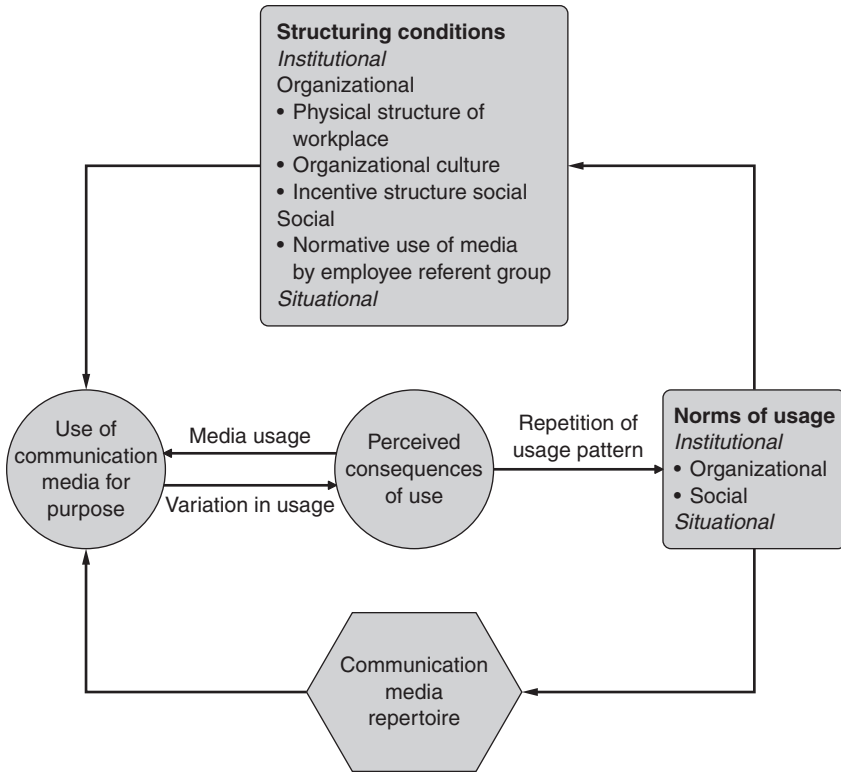 Structuring conditions
Institutional
Organizational
• Physical structure of
workplace
• Organizational culture
• Incentive structure social
Social
• Normative use of media
by employee referent group
Situational
Use of
communication
media for
purpose
Media usage
Variation in usage
Perceived
consequences
of use
Repetition of
usage pattern
Norms of usage
Institutional
• Organizational
• Social
Situational
Communication
media
repertoire